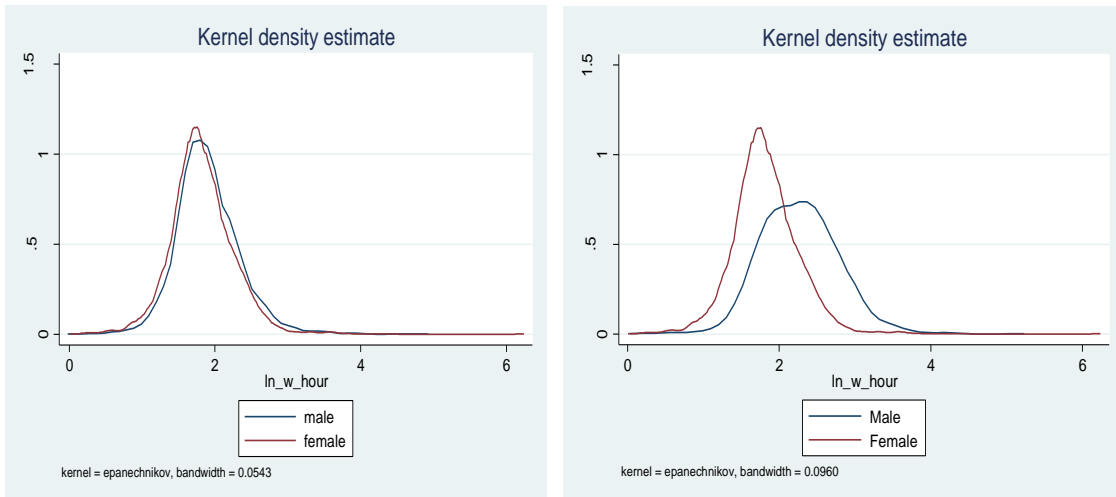 Kernel density estimate
1.5
1
.5
0
0 2 4 6
ln_w_hour
male
female
kernel = epanechnikov, bandwidth = 0.0543
Kernel density estimate
1.5
1
.5
0
0 2 4 6
ln_w_hour
Male
Female
kernel = epanechnikov, bandwidth = 0.0960